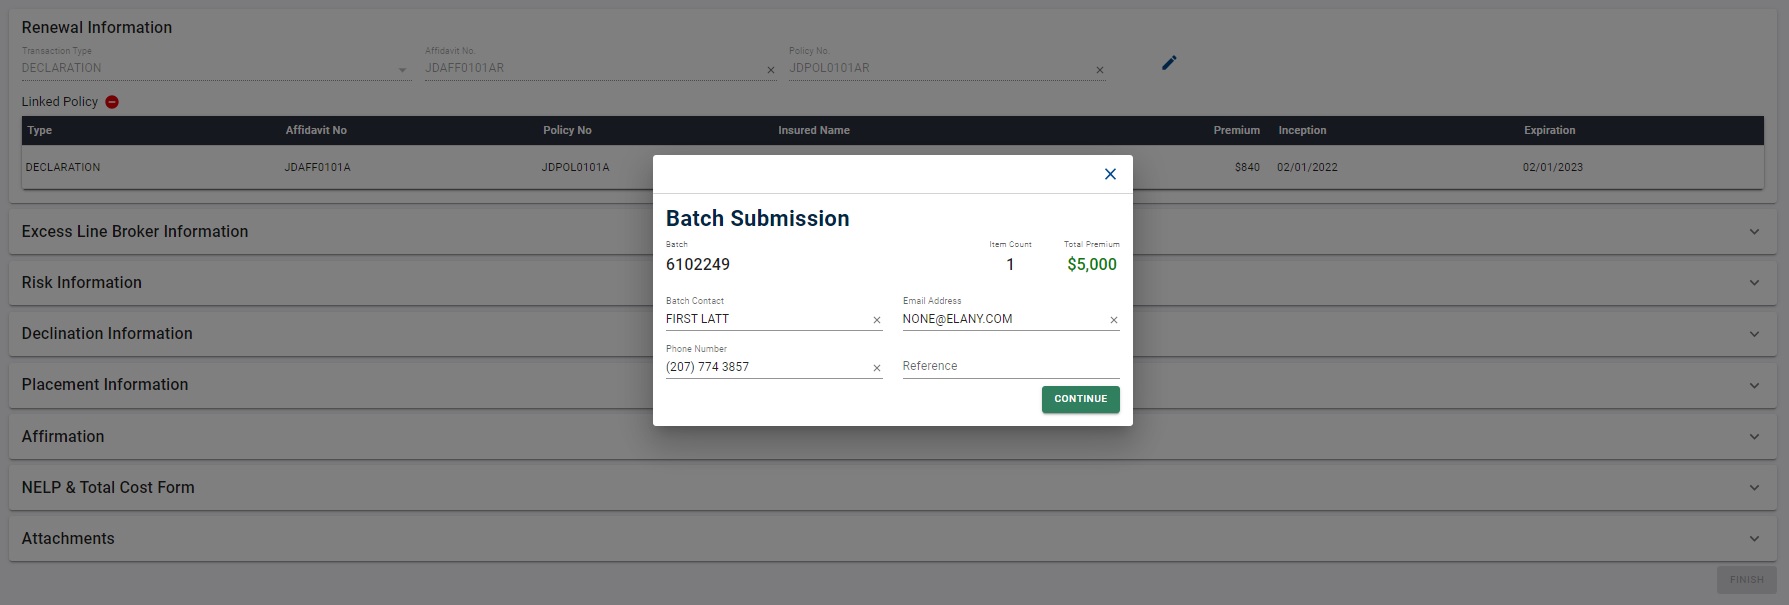 Renewal Information
Transaction Type Affidavit No. Policy No.
DECLARATION JDAFF0101AR JDPOL0101AR
Linked Policy
Type Affidavit No Policy No Insured Name Premium Inception Expiration
DECLARATION JDAFF0101A JDPOL0101A $840 02/01/2022 02/01/2023
Excess Line Broker Information
Risk Information
Declination Information
Placement Information
Affirmation
NELP & Total Cost Form
Attachments
FINISH
Batch Submission
Batch Item Count Total Premium
6102249 1 $5,000
Batch Contact Email Address
FIRST LATT NONE@ELANY.COM
Phone Number
(207) 774 3857 Reference
CONTINUE